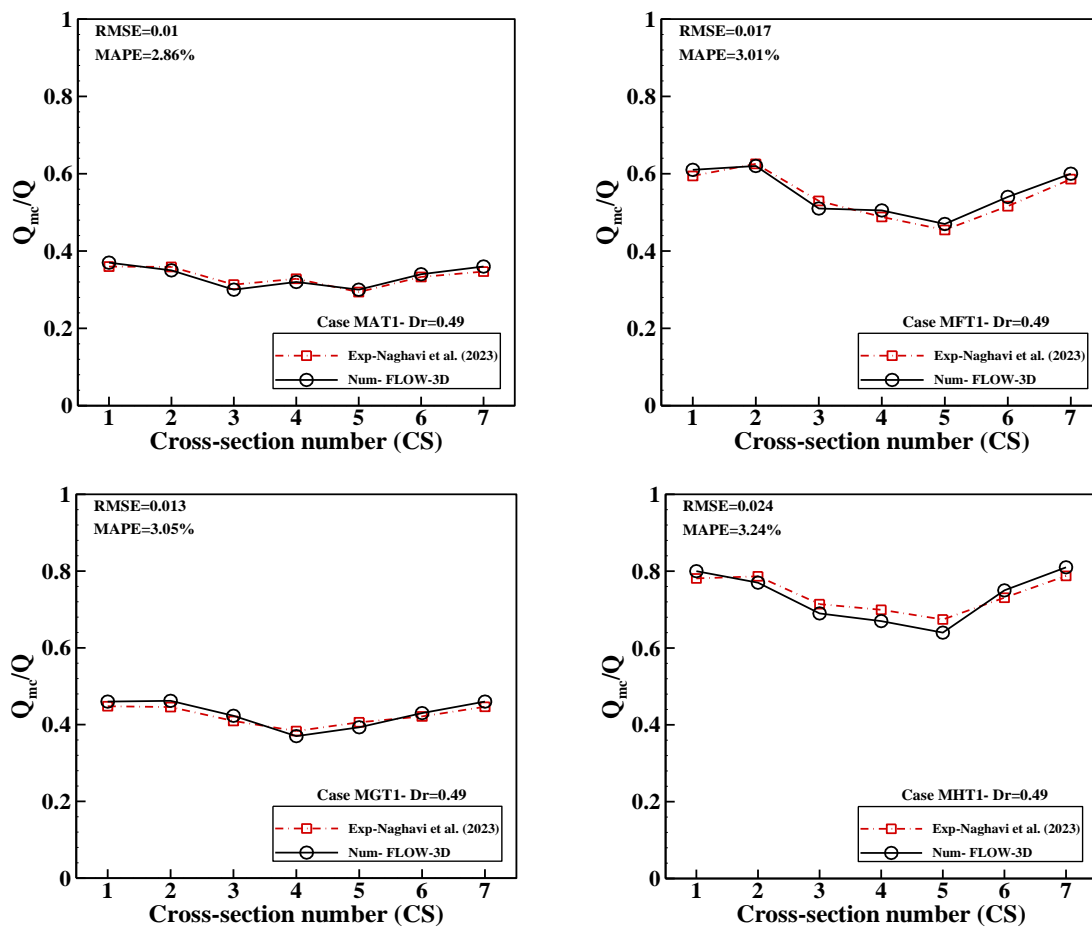 RMSE=0.01
MAPE=2.86%
1
0.8
0.6
0.4
0.2
0
Q_mc/Q
Case MAT1- Dr=0.49
Exp-Naghavi et al. (2023)
Num- FLOW-3D
1 2 3 4 5 6 7
Cross-section number (CS)
RMSE=0.017
MAPE=3.01%
1
0.8
0.6
0.4
0.2
0
Q_mc/Q
Case MFT1- Dr=0.49
Exp-Naghavi et al. (2023)
Num- FLOW-3D
1 2 3 4 5 6 7
Cross-section number (CS)
RMSE=0.013
MAPE=3.05%
1
0.8
0.6
0.4
0.2
0
Q_mc/Q
Case MGT1- Dr=0.49
Exp-Naghavi et al. (2023)
Num- FLOW-3D
1 2 3 4 5 6 7
Cross-section number (CS)
RMSE=0.024
MAPE=3.24%
1
0.8
0.6
0.4
0.2
0
Q_mc/Q
Case MHT1- Dr=0.49
Exp-Naghavi et al. (2023)
Num- FLOW-3D
1 2 3 4 5 6 7
Cross-section number (CS)